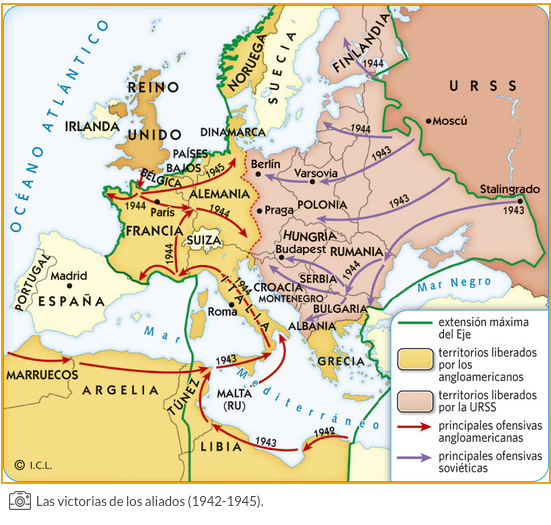 OCÉANO ATLÁNTICO
NORUEGA
SUECIA
FINLANDIA
1944
URSS
REINO
UNIDO
IRLANDA
DINAMARCA
1944
Moscú
PAÍSES
BAJOS
1945
Berlín
1943
BÉLGICA
Varsovia
Stalingrado
1943
ALEMANIA
1943
1944
París
1944
POLONIA
Praga
FRANCIA
SUIZA
HUNGRÍA
Budapest
RUMANIA
1944
1944
1944
PORTUGAL
Madrid
ESPAÑA
ITALIA
CROACIA
SERBIA
MONTENEGRO
BULGARIA
Mar Negro
Roma
ALBANIA
GRECIA
Mar
Mediterráneo
MARRUECOS
ARGELIA
TÚNEZ
1943
MALTA
(RU)
LIBIA
1943
1942
extensión máxima
del Eje
territorios liberados
por los
angloamericanos
territorios liberados
por la URSS
principales ofensivas
angloamericanas
principales ofensivas
soviéticas
© I.C.L.
Las victorias de los aliados (1942-1945).